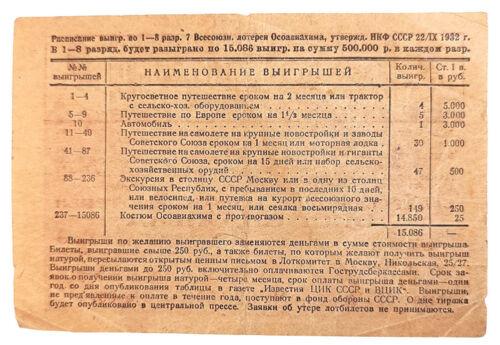 Расписание выигр. по 1—8 разр. 7 Всесоюзн. лотереи Осоавиахима, утвержд. НКФ СССР 22/IX 1932 г.
В 1—8 разряд. будет разыграно по 15.086 выигр. на сумму 500.000 р. в каждом разр.
№№ выигрышей НАИМЕНОВАНИЕ ВЫИГРЫШЕЙ Колич. выигр. Ст. 1 в. в руб.
1—4 Кругосветное путешествие сроком на 2 месяца или трактор
с сельско-хоз. оборудованием 4 5.000
5—9 Путешествие по Европе сроком на 1½ месяца 5 3.000
10 Автомобиль 1 3.000
11—40 Путешествие на самолете на крупные новостройки и заводы
Советского Союза сроком на 1 месяц или моторная лодка 30 1.000
41—87 Путешествие на самолете на крупные новостройки и гиганты
Советского Союза, сроком на 15 дней или набор сельско-
хозяйственных орудий 47 500
88—236 Экскурсия в столицу СССР Москву или в одну из столиц
Союзных Республик, с пребыванием в последних 10 дней,
или велосипед, или путевка на курорт всесоюзного зна-
чения сроком на 1 месяц, или сеялка восьмирядная 149 250
237—15086 Костюм Осоавиахима с противогазом 14.850 25
15.086 —
Выигрыши по желанию выигравшего заменяются деньгами в сумме стоимости выигрыша.
Билеты, выигравшие свыше 250 руб., а также билеты, по которым желают получить выигрыш
натурой, пересылаются открытым ценным письмом в Лоткомитет в Москву, Никольская, 25/27.
Выигрыши деньгами до 250 руб. включительно оплачиваются Гострудсберкассами. Срок за-
явок о получении выигрыша натурой—четыре месяца, срок оплаты выигрыша деньгами—один
год со дня опубликования таблицы в газете „Известия ЦИК СССР и ВЦИК". Выигрыши,
не пред'явленные к оплате в течение года, поступают в фонд обороны СССР. О дне тиража
будет опубликовано в центральной прессе. Заявки об утере лотбилетов не принимаются.